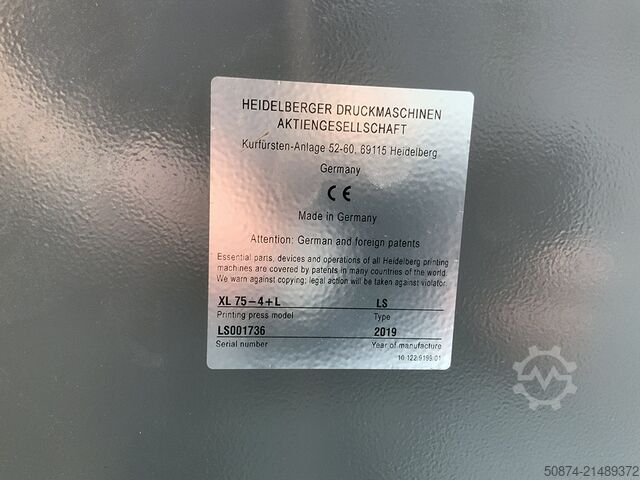 HEIDELBERGER DRUCKMASCHINEN
AKTIENGESELLSCHAFT
Kurfürsten-Anlage 52-60, 69115 Heidelberg
Germany
CE
Made in Germany
Attention: German and foreign patents
Essential parts, devices and operations of all Heidelberg printing
machines are covered by patents in many countries of the world.
We warn against copying; legal action will be taken against violator.
XL 75-4+L LS
Printing press model Type
LS001736 2019
Serial number Year of manufacture
10.122.9199.01
50874-21489372